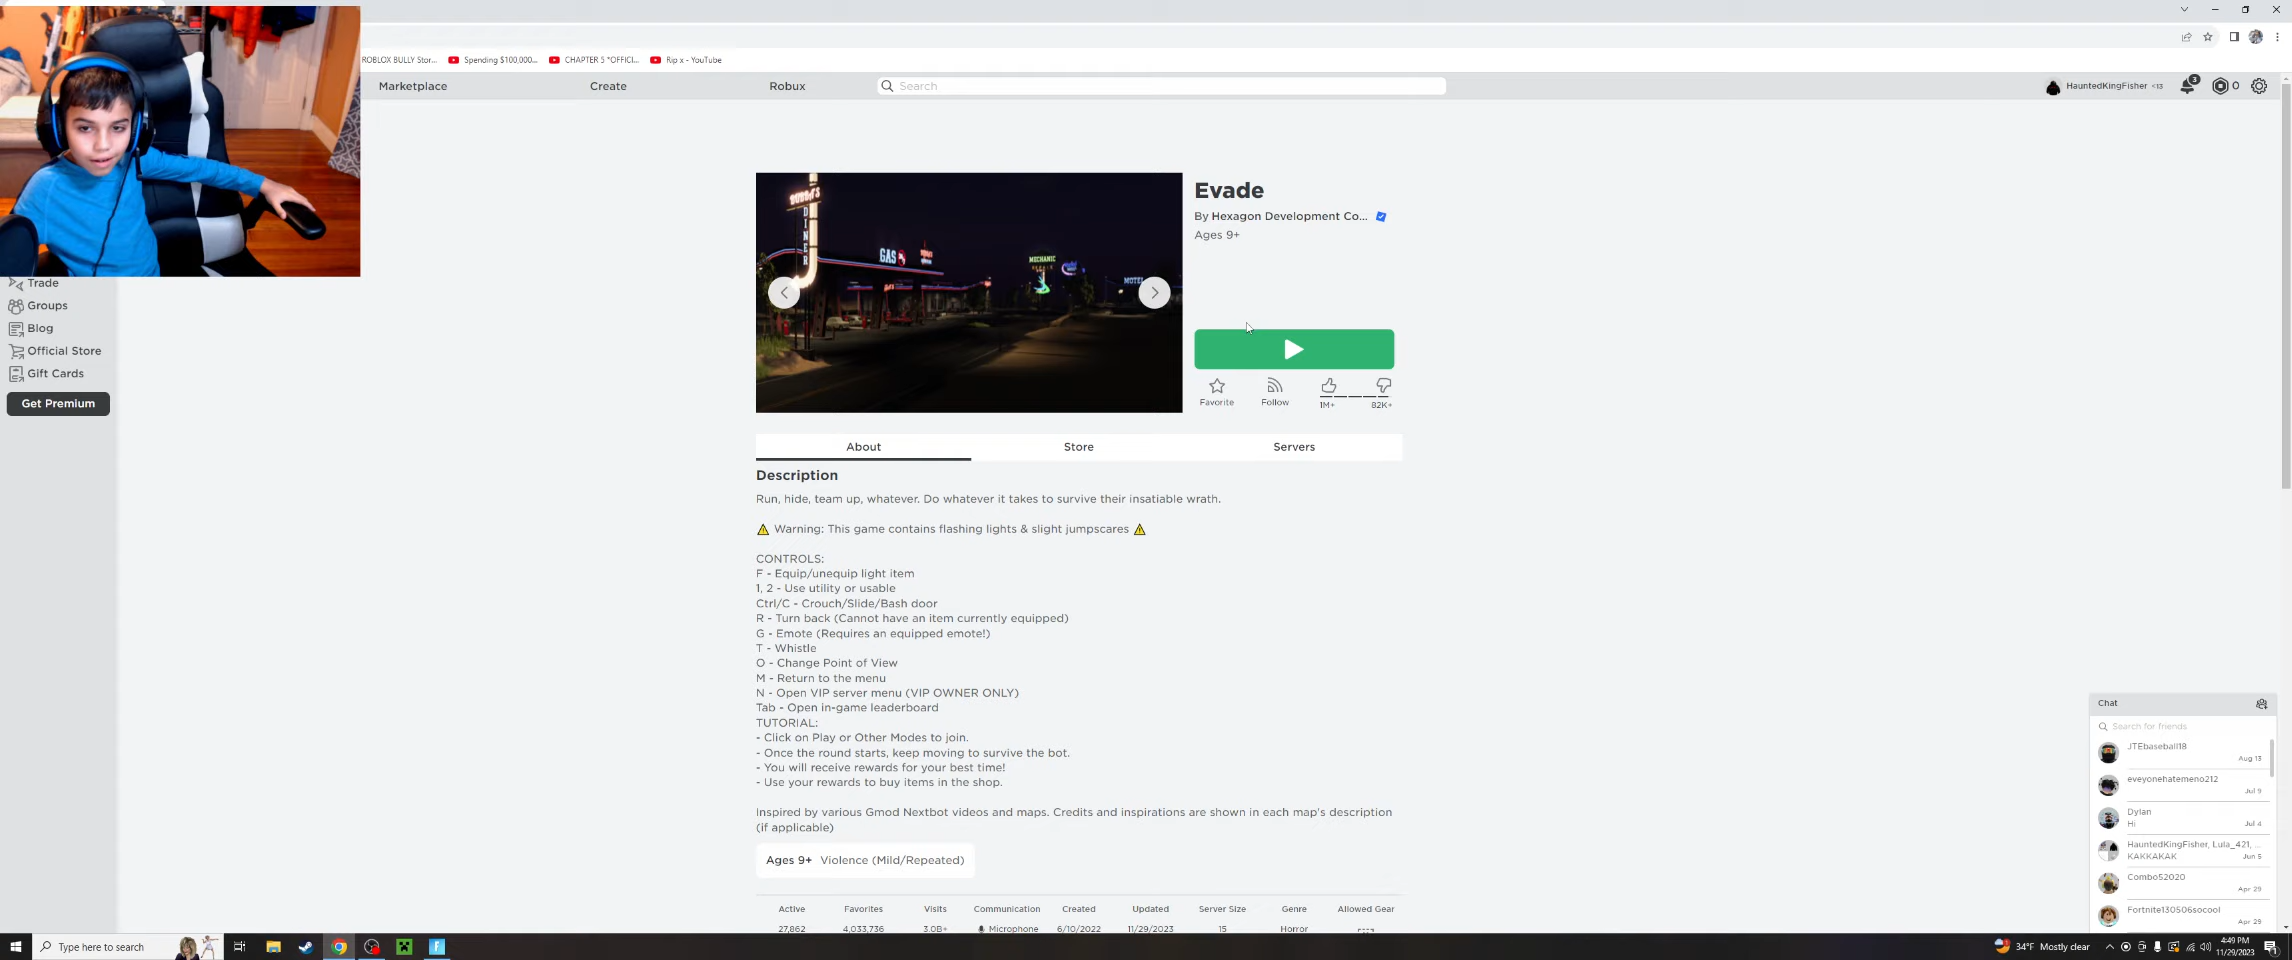 ROBLOX BULLY Stor...
Spending $100,000...
CHAPTER 5 *OFFICI...
Rip x - YouTube
Marketplace
Create
Robux
Search
HauntedKingFisher <13
3
0
Trade
Groups
Blog
Official Store
Gift Cards
Get Premium
BUBBA'S
DINER
GAS
MECHANIC
MOTEL
Evade
By Hexagon Development Co...
Ages 9+
Favorite
Follow
1M+
82K+
About
Store
Servers
Description
Run, hide, team up, whatever. Do whatever it takes to survive their insatiable wrath.
Warning: This game contains flashing lights & slight jumpscares
CONTROLS:
F - Equip/unequip light item
1, 2 - Use utility or usable
Ctrl/C - Crouch/Slide/Bash door
R - Turn back (Cannot have an item currently equipped)
G - Emote (Requires an equipped emote!)
T - Whistle
O - Change Point of View
M - Return to the menu
N - Open VIP server menu (VIP OWNER ONLY)
Tab - Open in-game leaderboard
TUTORIAL:
- Click on Play or Other Modes to join.
- Once the round starts, keep moving to survive the bot.
- You will receive rewards for your best time!
- Use your rewards to buy items in the shop.
Inspired by various Gmod Nextbot videos and maps. Credits and inspirations are shown in each map's description
(if applicable)
Ages 9+ Violence (Mild/Repeated)
Active Favorites Visits Communication Created Updated Server Size Genre Allowed Gear
27,862 4,033,736 3.0B+ Microphone 6/10/2022 11/29/2023 15 Horror
Chat
Search for friends
JTEbaseball18
Aug 13
eveyonehatemeno212
Jul 9
Dylan
Hi
Jul 4
HauntedKingFisher, Lula_421, ...
KAKKAKAK
Jun 5
Combo52020
Apr 29
Fortnite130506socool
Apr 29
Type here to search
34°F Mostly clear
4:49 PM
11/29/2023